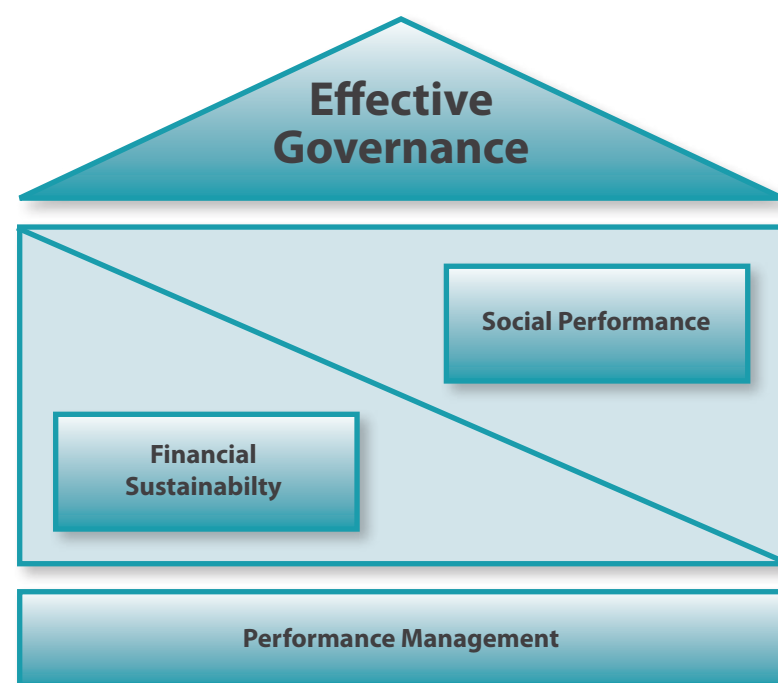 Effective
Governance
Social Performance
Financial
Sustainabilty
Performance Management